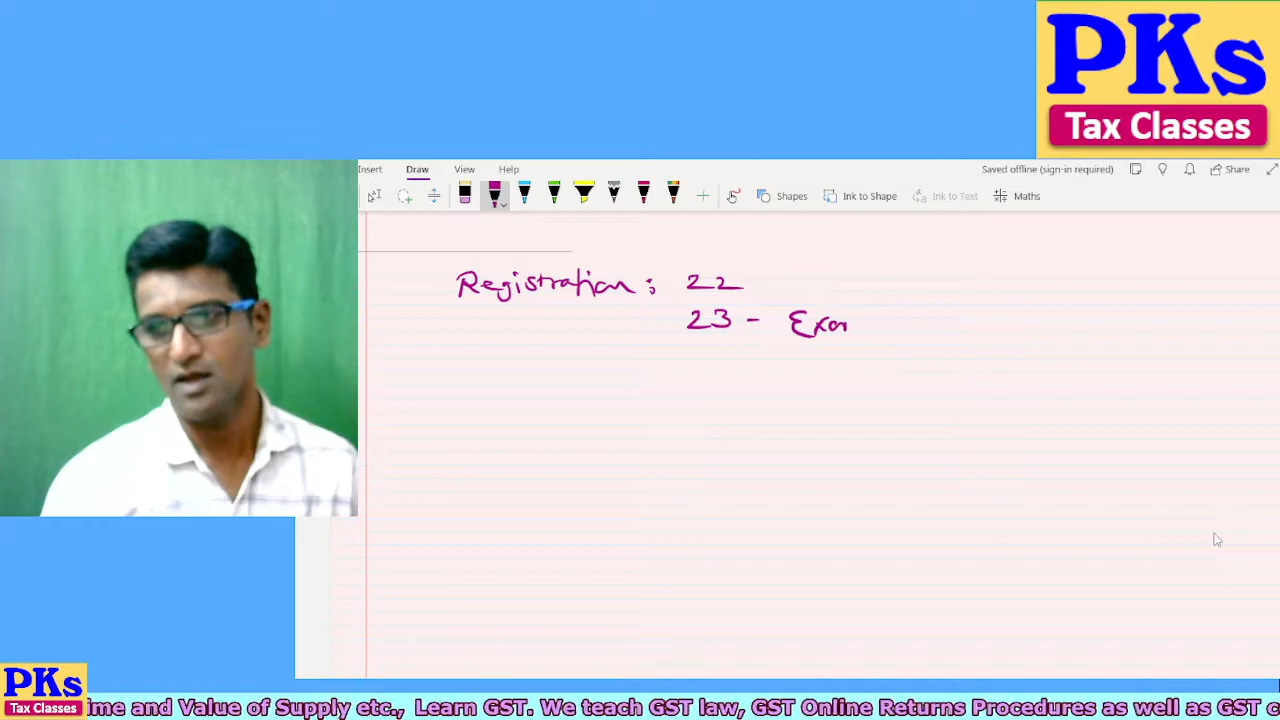 PKs
Tax Classes
Insert Draw View Help Saved offline (sign-in required) Share
Shapes Ink to Shape Ink to Text Maths
Registration : 22
23 - Exa
PKs
Tax Classes
ime and Value of Supply etc., Learn GST. We teach GST law, GST Online Returns Procedures as well as GST c